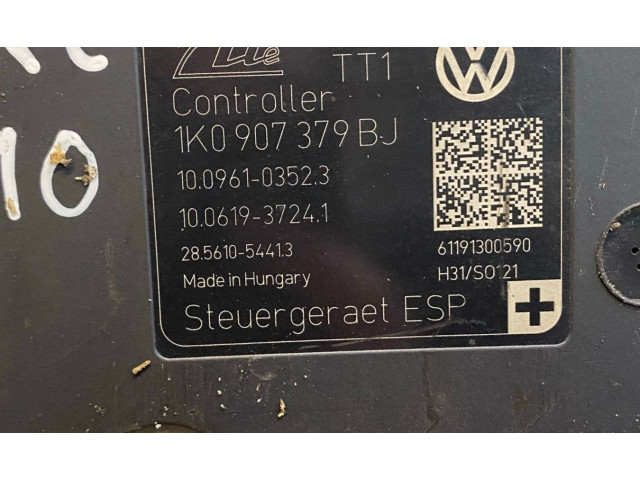 Ate
TT1
Controller
1K0 907 379 BJ
10.0961-0352.3
10.0619-3724.1
28.5610-5441.3
61191300590
Made in Hungary
H31/S0121
Steuergeraet ESP
10